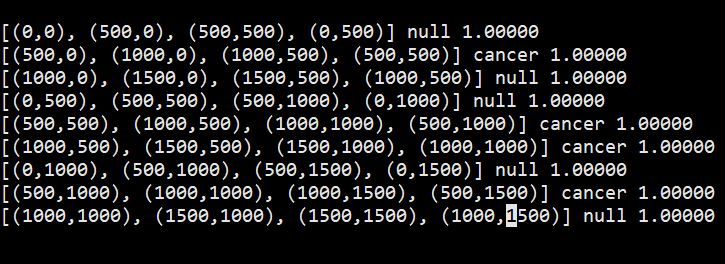 [(0,0), (500,0), (500,500), (0,500)] null 1.00000
[(500,0), (1000,0), (1000,500), (500,500)] cancer 1.00000
[(1000,0), (1500,0), (1500,500), (1000,500)] null 1.00000
[(0,500), (500,500), (500,1000), (0,1000)] null 1.00000
[(500,500), (1000,500), (1000,1000), (500,1000)] cancer 1.00000
[(1000,500), (1500,500), (1500,1000), (1000,1000)] cancer 1.00000
[(0,1000), (500,1000), (500,1500), (0,1500)] null 1.00000
[(500,1000), (1000,1000), (1000,1500), (500,1500)] cancer 1.00000
[(1000,1000), (1500,1000), (1500,1500), (1000,1500)] null 1.00000